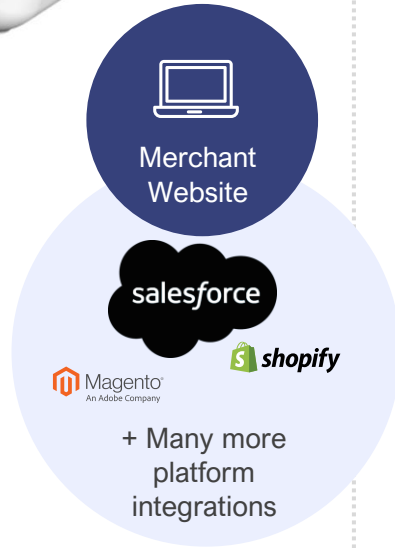 Merchant
Website
salesforce
shopify
Magento®
An Adobe Company
+ Many more
platform
integrations